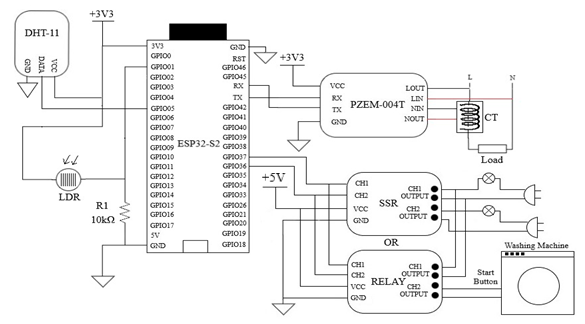 +3V3
DHT-11
GND
DATA
VCC
3V3
GPIO0
GPIO01
GPIO02
GPIO03
GPIO04
GPIO05
GPIO06
GPIO07
GPIO08
GPIO09
GPIO10
GPIO11
GPIO12
GPIO13
GPIO14
GPIO15
GPIO16
GPIO17
5V
GND
ESP32-S2
GND
RST
GPIO46
GPIO45
RX
TX
GPIO42
GPIO41
GPIO40
GPIO39
GPIO38
GPIO37
GPIO36
GPIO35
GPIO34
GPIO33
GPIO26
GPIO21
GPIO20
GPIO19
GPIO18
LDR
R1
10kΩ
+3V3
VCC
RX
TX
GND
PZEM-004T
LOUT
LIN
NIN
NOUT
L
N
CT
Load
+5V
CH1
CH2
VCC
GND
SSR
CH1
OUTPUT
CH2
OUTPUT
OR
CH1
CH2
VCC
GND
RELAY
CH1
OUTPUT
CH2
OUTPUT
Washing Machine
Start
Button